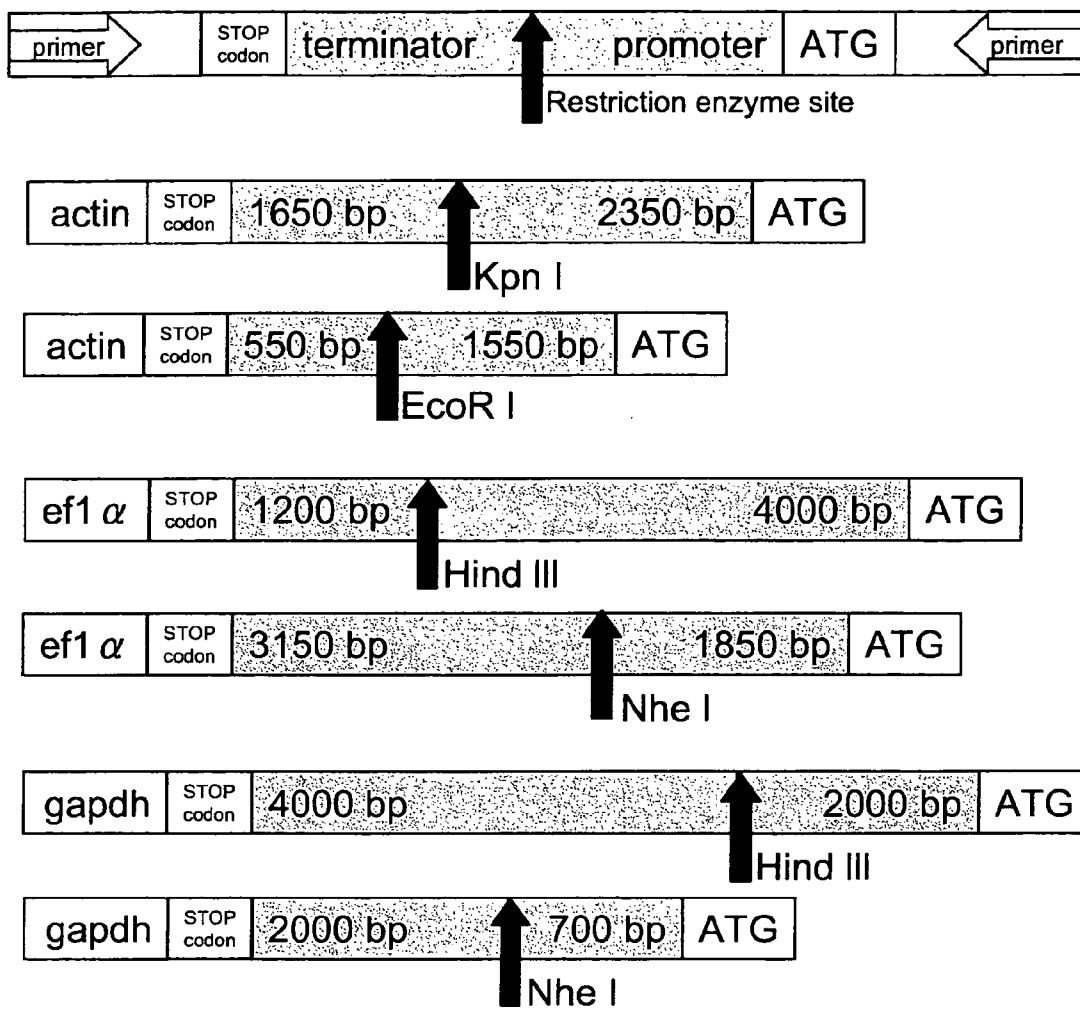 primer STOP codon terminator promoter ATG primer
Restriction enzyme site
actin STOP codon 1650 bp 2350 bp ATG
Kpn I
actin STOP codon 550 bp 1550 bp ATG
EcoR I
ef1 α STOP codon 1200 bp 4000 bp ATG
Hind III
ef1 α STOP codon 3150 bp 1850 bp ATG
Nhe I
gapdh STOP codon 4000 bp 2000 bp ATG
Hind III
gapdh STOP codon 2000 bp 700 bp ATG
Nhe I